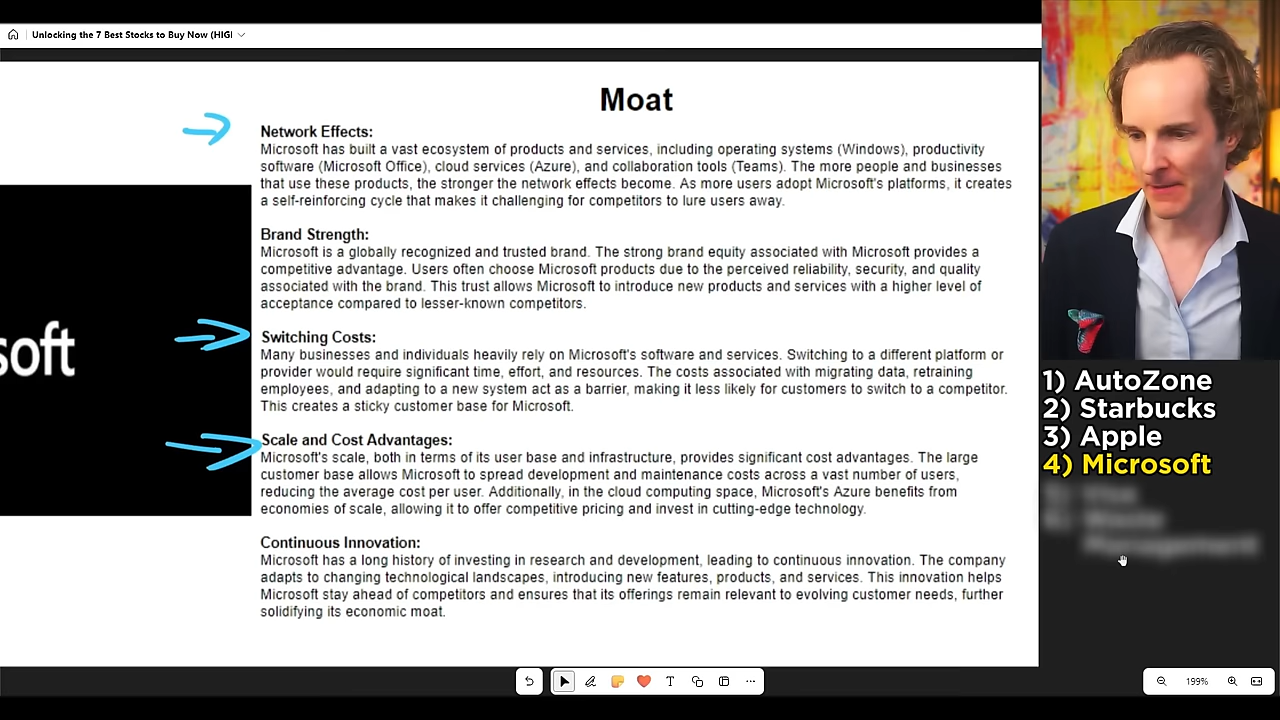 Unlocking the 7 Best Stocks to Buy Now (HIGI
Moat
Network Effects:
Microsoft has built a vast ecosystem of products and services, including operating systems (Windows), productivity
software (Microsoft Office), cloud services (Azure), and collaboration tools (Teams). The more people and businesses
that use these products, the stronger the network effects become. As more users adopt Microsoft's platforms, it creates
a self-reinforcing cycle that makes it challenging for competitors to lure users away.
Brand Strength:
Microsoft is a globally recognized and trusted brand. The strong brand equity associated with Microsoft provides a
competitive advantage. Users often choose Microsoft products due to the perceived reliability, security, and quality
associated with the brand. This trust allows Microsoft to introduce new products and services with a higher level of
acceptance compared to lesser-known competitors.
Switching Costs:
Many businesses and individuals heavily rely on Microsoft's software and services. Switching to a different platform or
provider would require significant time, effort, and resources. The costs associated with migrating data, retraining
employees, and adapting to a new system act as a barrier, making it less likely for customers to switch to a competitor.
This creates a sticky customer base for Microsoft.
Scale and Cost Advantages:
Microsoft's scale, both in terms of its user base and infrastructure, provides significant cost advantages. The large
customer base allows Microsoft to spread development and maintenance costs across a vast number of users,
reducing the average cost per user. Additionally, in the cloud computing space, Microsoft's Azure benefits from
economies of scale, allowing it to offer competitive pricing and invest in cutting-edge technology.
Continuous Innovation:
Microsoft has a long history of investing in research and development, leading to continuous innovation. The company
adapts to changing technological landscapes, introducing new features, products, and services. This innovation helps
Microsoft stay ahead of competitors and ensures that its offerings remain relevant to evolving customer needs, further
solidifying its economic moat.
soft
1) AutoZone
2) Starbucks
3) Apple
4) Microsoft
T
199%